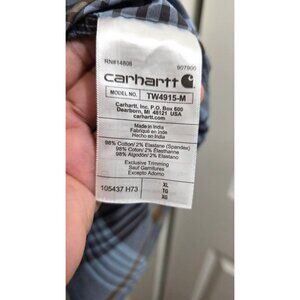 RN#14806 907900
carhartt
MODEL NO. TW4915-M
Carhartt, Inc. P.O. Box 600
Dearborn, MI 48121 USA
carhartt.com
Made in India
Fabriqué en Inde
Hecho en India
98% Cotton/ 2% Elastane (Spandex)
98% Coton/ 2% Élasthanne
98% Algodón/ 2% Elastano
Exclusive Trimming
Sauf Garnitures
Excepto Adorno
105437 H73
XL
TG
XG